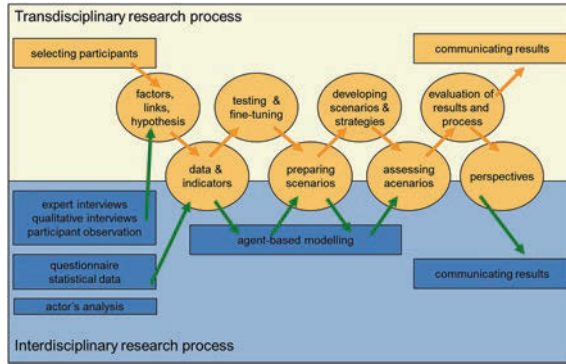 Transdisciplinary research process
selecting participants
communicating results
factors,
links,
hypothesis
testing &
fine-tuning
developing
scenarios &
strategies
evaluation of
results and
process
data &
indicators
preparing
scenarios
assessing
acenarios
perspectives
expert interviews
qualitative interviews
participant observation
agent-based modelling
questionnaire
statistical data
communicating results
actor's analysis
Interdisciplinary research process